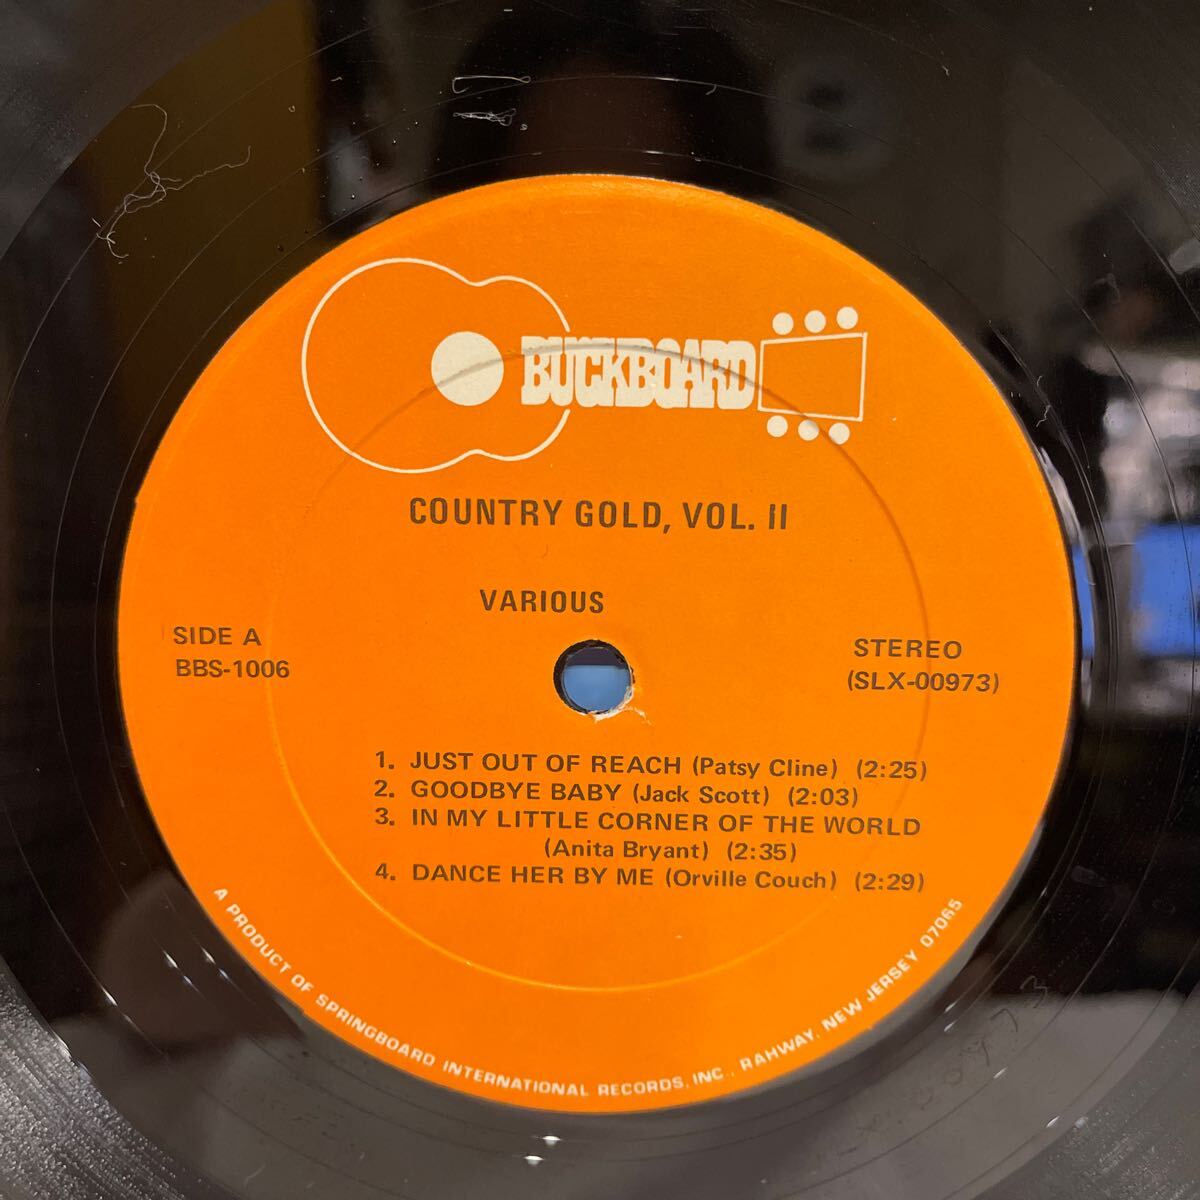 BUCKBOARD
COUNTRY GOLD, VOL. II
VARIOUS
SIDE A
BBS-1006
STEREO
(SLX-00973)
1. JUST OUT OF REACH (Patsy Cline) (2:25)
2. GOODBYE BABY (Jack Scott) (2:03)
3. IN MY LITTLE CORNER OF THE WORLD
(Anita Bryant) (2:35)
4. DANCE HER BY ME (Orville Couch) (2:29)
A PRODUCT OF SPRINGBOARD INTERNATIONAL RECORDS, INC., RAHWAY, NEW JERSEY 07065